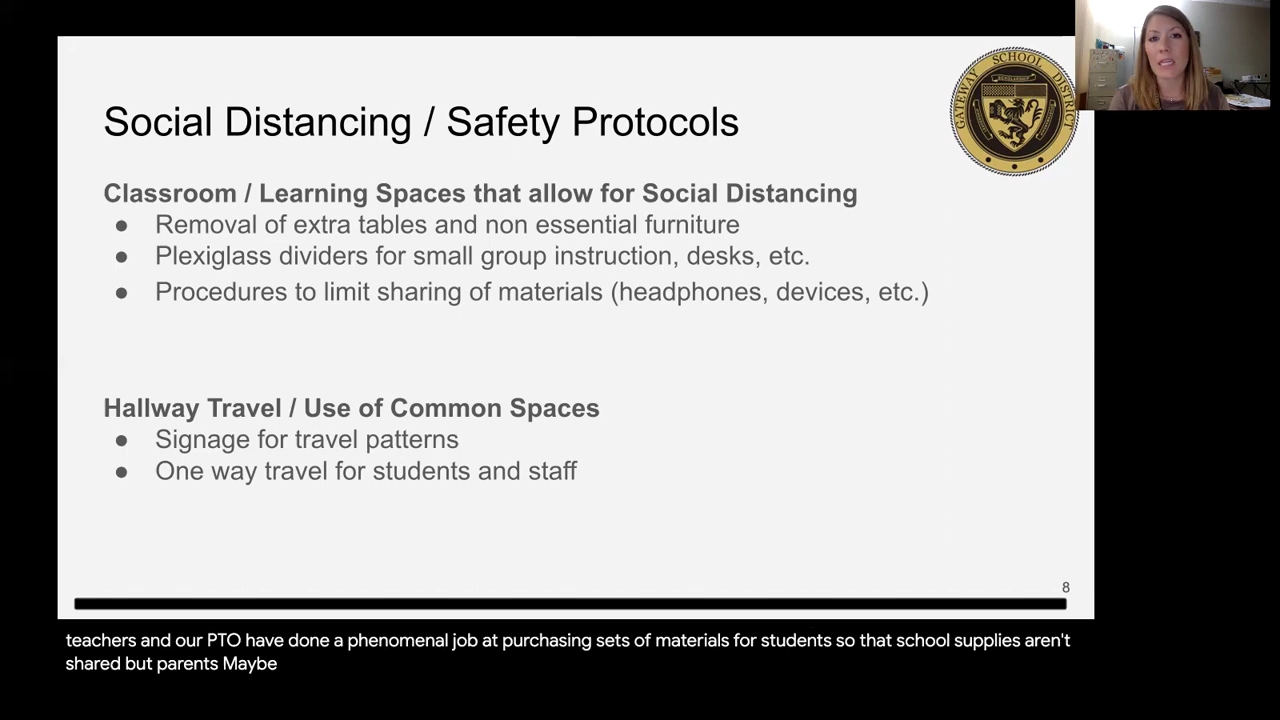 Social Distancing / Safety Protocols
GATEWAY SCHOOL DISTRICT
SCHOLARSHIP
Classroom / Learning Spaces that allow for Social Distancing
● Removal of extra tables and non essential furniture
● Plexiglass dividers for small group instruction, desks, etc.
● Procedures to limit sharing of materials (headphones, devices, etc.)
Hallway Travel / Use of Common Spaces
● Signage for travel patterns
● One way travel for students and staff
8
teachers and our PTO have done a phenomenal job at purchasing sets of materials for students so that school supplies aren't
shared but parents Maybe